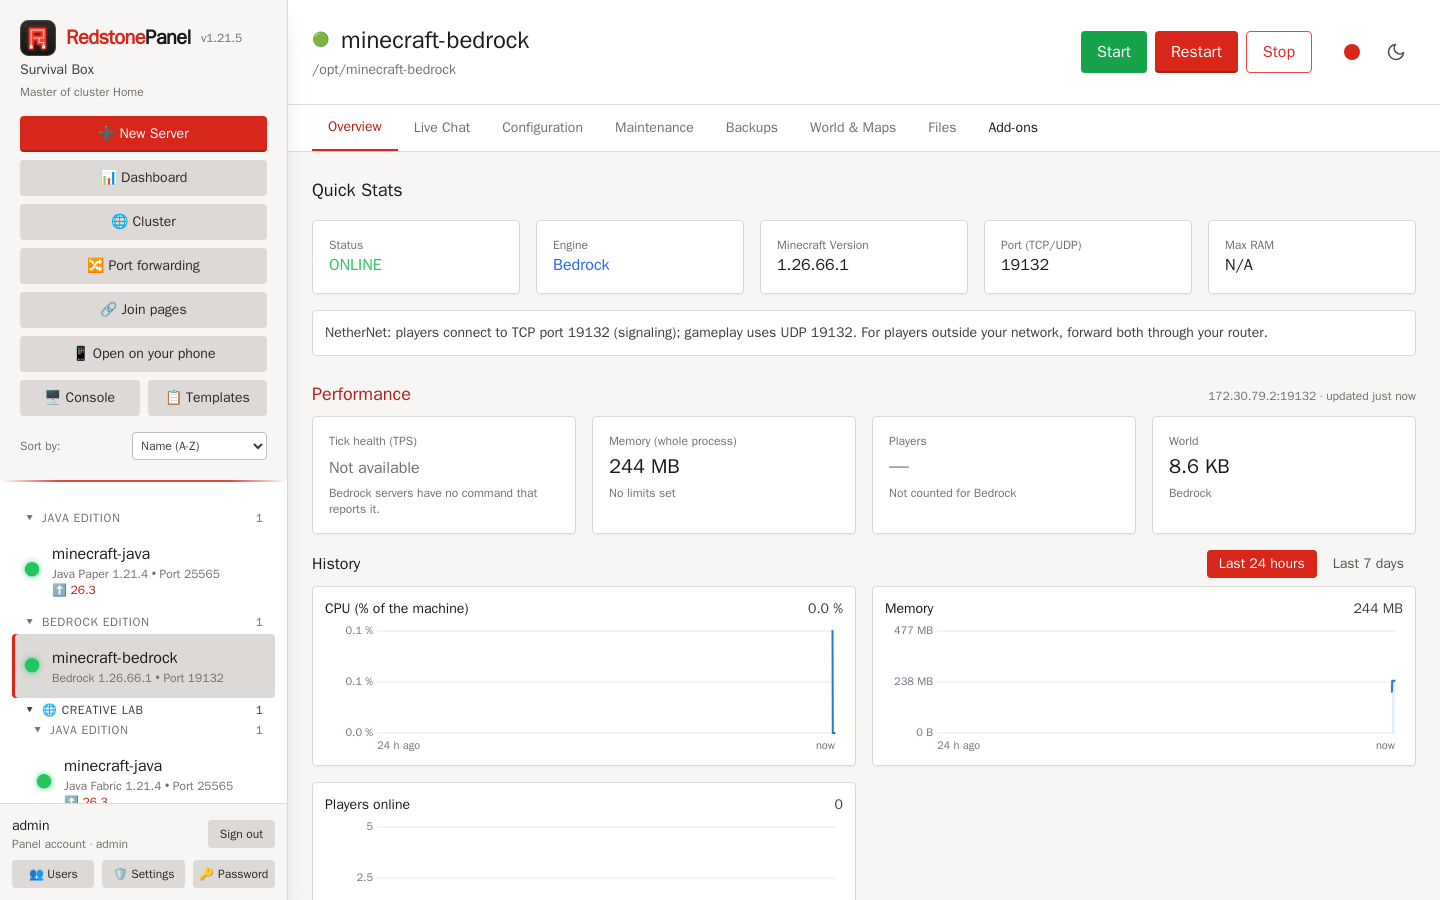 RedstonePanel v1.21.5
Survival Box
Master of cluster Home
➕ New Server
📊 Dashboard
🌐 Cluster
🔀 Port forwarding
🔗 Join pages
📱 Open on your phone
🖥️ Console
📋 Templates
Sort by:
Name (A-Z)
▼ JAVA EDITION 1
minecraft-java
Java Paper 1.21.4 • Port 25565
⬆️ 26.3
▼ BEDROCK EDITION 1
minecraft-bedrock
Bedrock 1.26.66.1 • Port 19132
▼ 🌐 CREATIVE LAB 1
▼ JAVA EDITION 1
minecraft-java
Java Fabric 1.21.4 • Port 25565
⬆️ 26.3
admin
Panel account · admin
Sign out
👥 Users
🛡️ Settings
🔑 Password
minecraft-bedrock
/opt/minecraft-bedrock
Start
Restart
Stop
Overview
Live Chat
Configuration
Maintenance
Backups
World & Maps
Files
Add-ons
Quick Stats
Status
ONLINE
Engine
Bedrock
Minecraft Version
1.26.66.1
Port (TCP/UDP)
19132
Max RAM
N/A
NetherNet: players connect to TCP port 19132 (signaling); gameplay uses UDP 19132. For players outside your network, forward both through your router.
Performance
172.30.79.2:19132 · updated just now
Tick health (TPS)
Not available
Bedrock servers have no command that
reports it.
Memory (whole process)
244 MB
No limits set
Players
—
Not counted for Bedrock
World
8.6 KB
Bedrock
History
Last 24 hours
Last 7 days
CPU (% of the machine) 0.0 %
0.1 %
0.1 %
0.0 %
24 h ago now
Memory 244 MB
477 MB
238 MB
0 B
24 h ago now
Players online 0
5
2.5